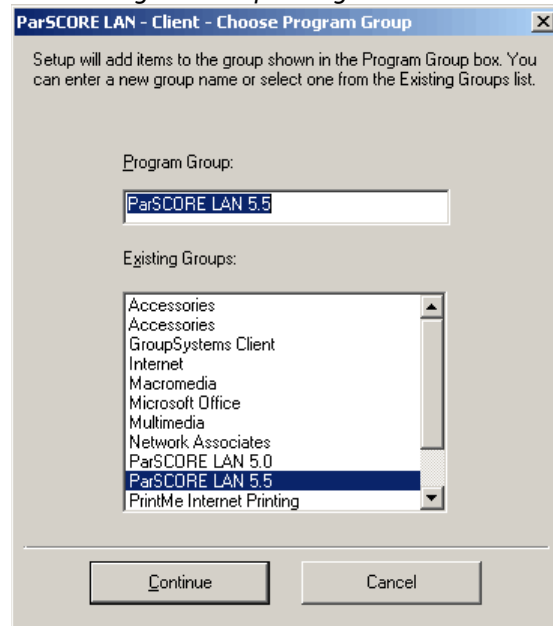 ParSCORE LAN - Client - Choose Program Group
Setup will add items to the group shown in the Program Group box. You
can enter a new group name or select one from the Existing Groups list.
Program Group:
ParSCORE LAN 5.5
Existing Groups:
Accessories
Accessories
GroupSystems Client
Internet
Macromedia
Microsoft Office
Multimedia
Network Associates
ParSCORE LAN 5.0
ParSCORE LAN 5.5
PrintMe Internet Printing
Continue
Cancel